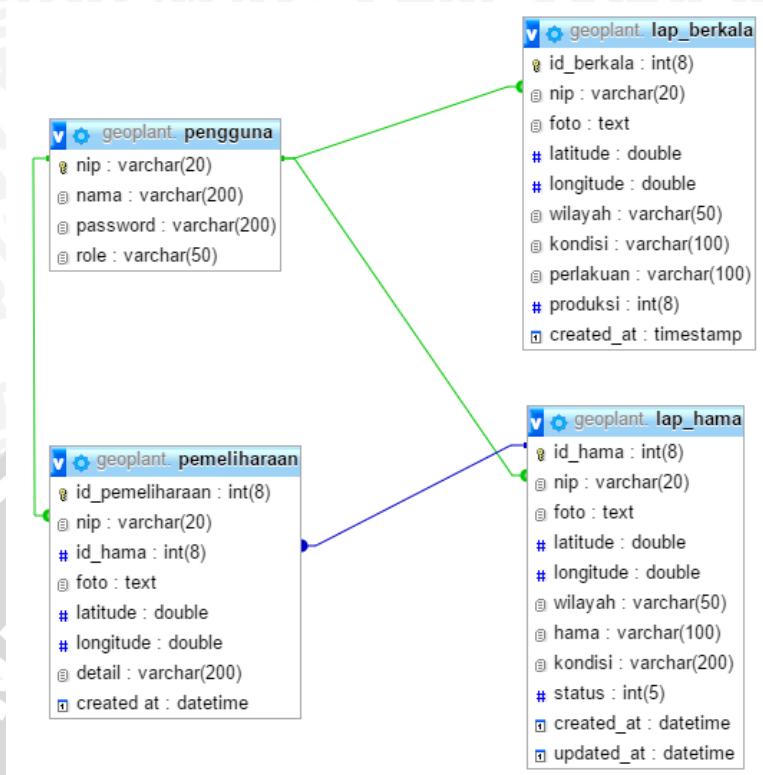 geoplant. pengguna
nip : varchar(20)
nama : varchar(200)
password : varchar(200)
role : varchar(50)
geoplant. lap_berkala
id_berkala : int(8)
nip : varchar(20)
foto : text
latitude : double
longitude : double
wilayah : varchar(50)
kondisi : varchar(100)
perlakuan : varchar(100)
produksi : int(8)
created_at : timestamp
geoplant. pemeliharaan
id_pemeliharaan : int(8)
nip : varchar(20)
id_hama : int(8)
foto : text
latitude : double
longitude : double
detail : varchar(200)
created at : datetime
geoplant. lap_hama
id_hama : int(8)
nip : varchar(20)
foto : text
latitude : double
longitude : double
wilayah : varchar(50)
hama : varchar(100)
kondisi : varchar(200)
status : int(5)
created_at : datetime
updated_at : datetime